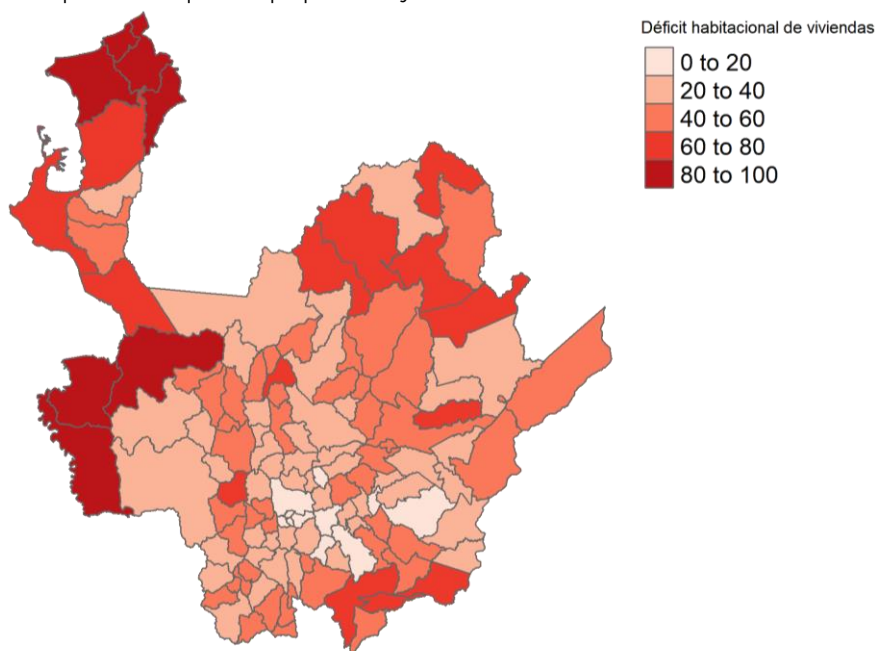 Déficit habitacional de viviendas
0 to 20
20 to 40
40 to 60
60 to 80
80 to 100